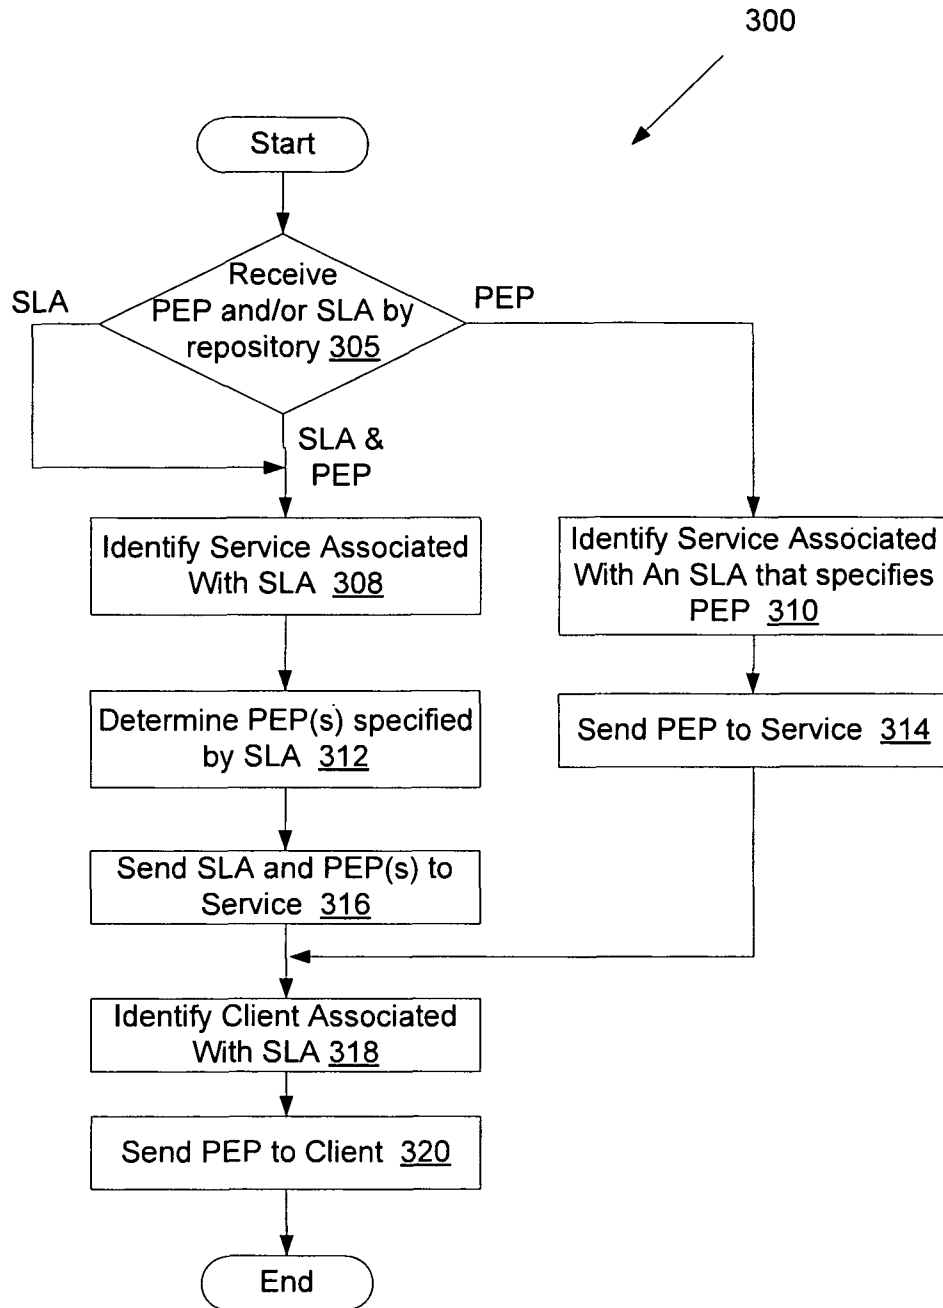 300
Start
Receive
PEP and/or SLA by
repository 305
SLA
PEP
SLA &
PEP
Identify Service Associated
With SLA 308
Identify Service Associated
With An SLA that specifies
PEP 310
Determine PEP(s) specified
by SLA 312
Send PEP to Service 314
Send SLA and PEP(s) to
Service 316
Identify Client Associated
With SLA 318
Send PEP to Client 320
End